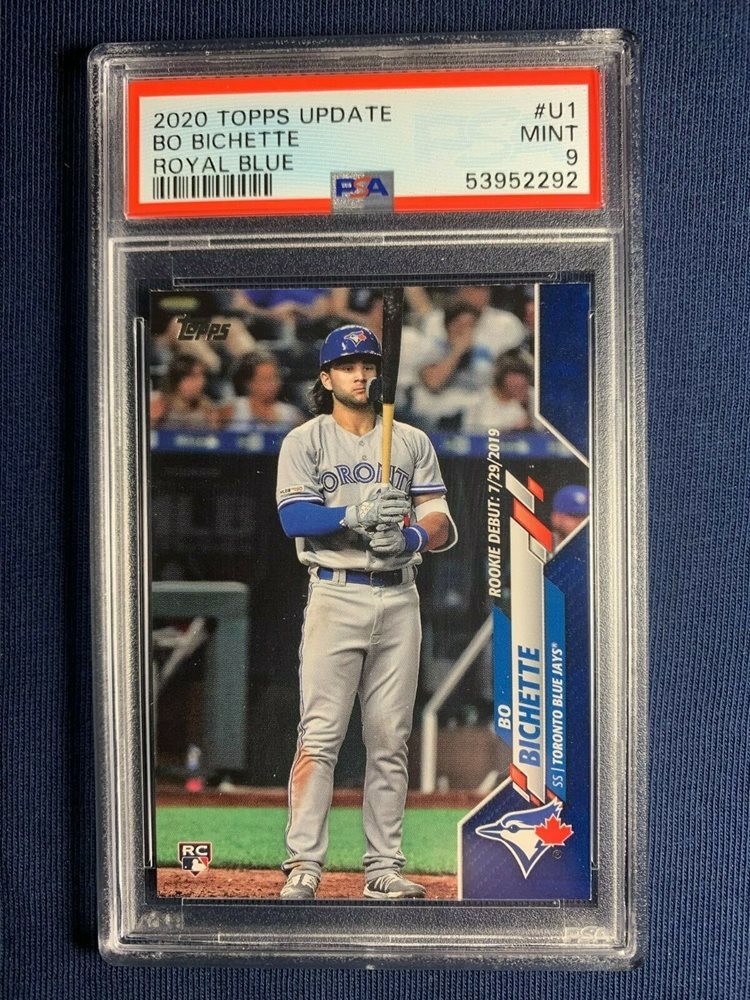 2020 TOPPS UPDATE #U1
BO BICHETTE MINT
ROYAL BLUE 9
53952292
PSA
TOPPS
TORONTO
ROOKIE DEBUT: 7/29/2019
BO
BICHETTE
SS | TORONTO BLUE JAYS®
RC
PSA